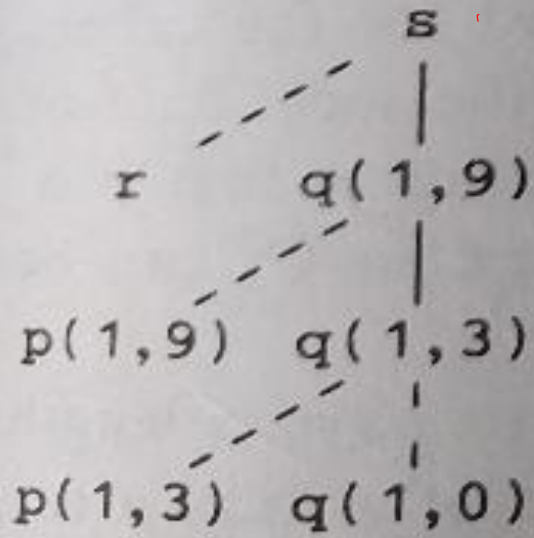 s r
r q(1,9)
p(1,9) q(1,3)
p(1,3) q(1,0)